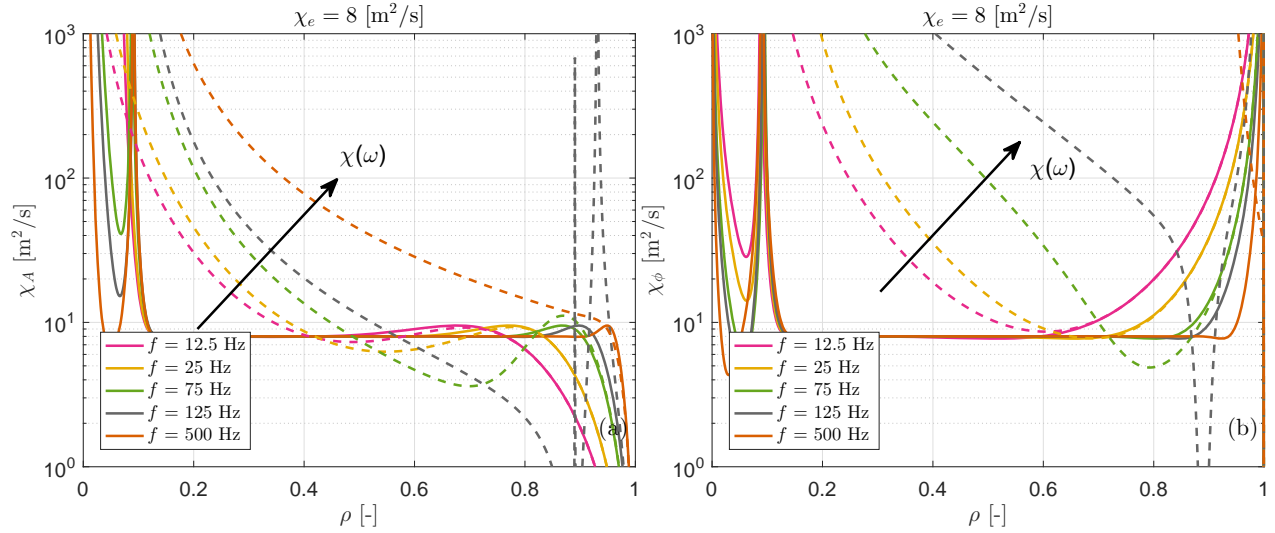 χ_e = 8 [m²/s]
10³
10²
10¹
10⁰
χ_A [m²/s]
χ(ω)
f = 12.5 Hz
f = 25 Hz
f = 75 Hz
f = 125 Hz
f = 500 Hz
(a)
0 0.2 0.4 0.6 0.8 1
ρ [-]
χ_e = 8 [m²/s]
10³
10²
10¹
10⁰
χ_ϕ [m²/s]
χ(ω)
f = 12.5 Hz
f = 25 Hz
f = 75 Hz
f = 125 Hz
f = 500 Hz
(b)
0 0.2 0.4 0.6 0.8 1
ρ [-]